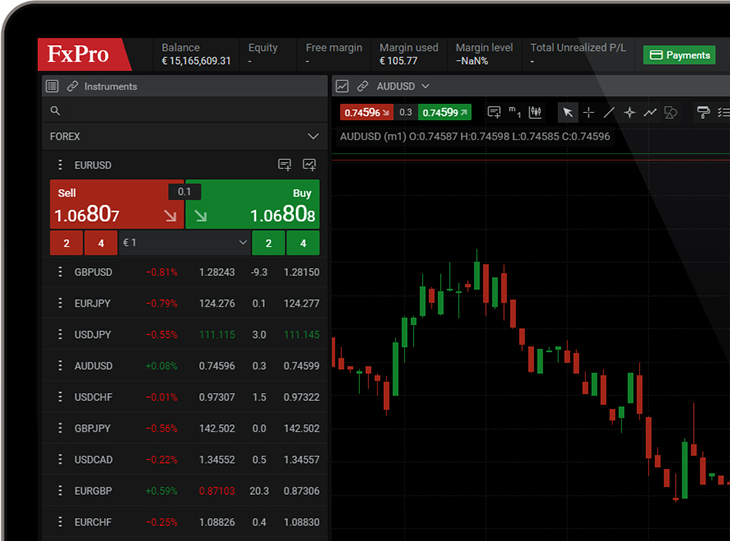 FxPro
Balance Equity Free margin Margin used Margin level Total Unrealized P/L
€ 15,165,609.31 - - € 105.77 −NaN% -
Payments
Instruments
AUDUSD
0.74596 0.3 0.74599 m1
FOREX
AUDUSD (m1) O:0.74587 H:0.74598 L:0.74585 C:0.74596
EURUSD
Sell 0.1 Buy
1.06807 1.06808
2 4 € 1 2 4
GBPUSD −0.81% 1.28243 -9.3 1.28150
EURJPY −0.79% 124.276 0.1 124.277
USDJPY −0.55% 111.115 3.0 111.145
AUDUSD +0.08% 0.74596 0.3 0.74599
USDCHF −0.01% 0.97307 1.5 0.97322
GBPJPY −0.56% 142.502 0.0 142.502
USDCAD −0.22% 1.34552 0.5 1.34557
EURGBP +0.59% 0.87103 20.3 0.87306
EURCHF −0.25% 1.08826 0.4 1.08830